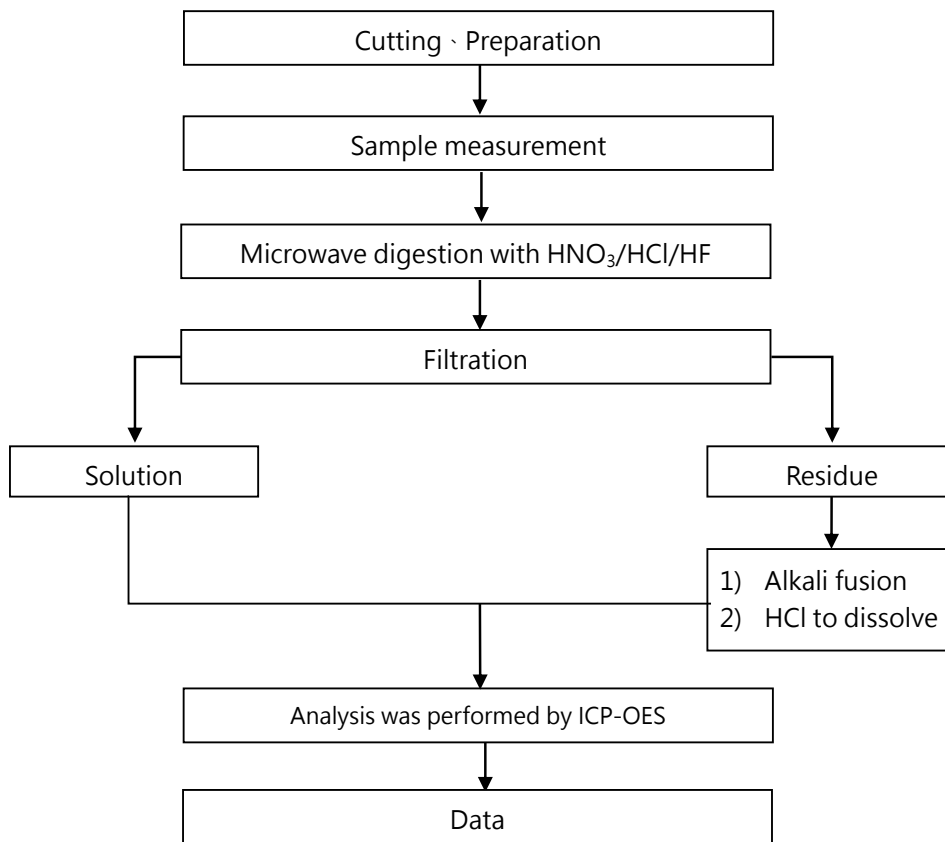 Cutting、Preparation
Sample measurement
Microwave digestion with HNO₃/HCl/HF
Filtration
Solution
Residue
1) Alkali fusion
2) HCl to dissolve
Analysis was performed by ICP-OES
Data